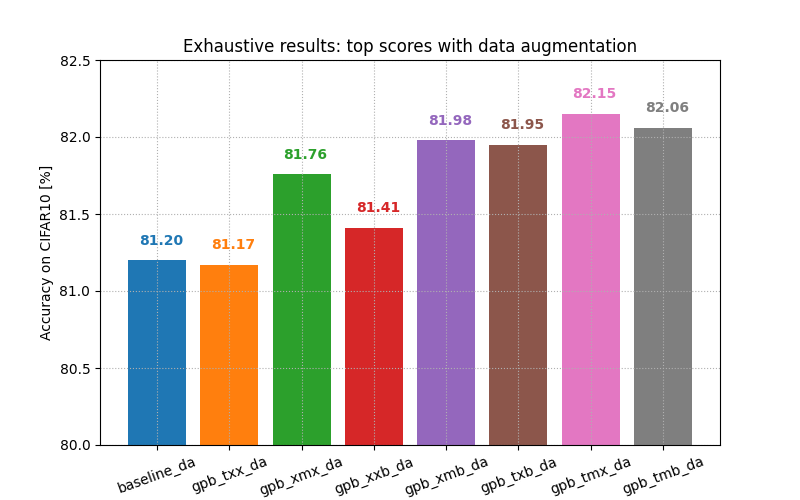 Exhaustive results: top scores with data augmentation
Accuracy on CIFAR10 [%]
82.5
82.0
81.5
81.0
80.5
80.0
81.20
81.17
81.76
81.41
81.98
81.95
82.15
82.06
baseline_da
gpb_txx_da
gpb_xmx_da
gpb_xxb_da
gpb_xmb_da
gpb_txb_da
gpb_tmx_da
gpb_tmb_da